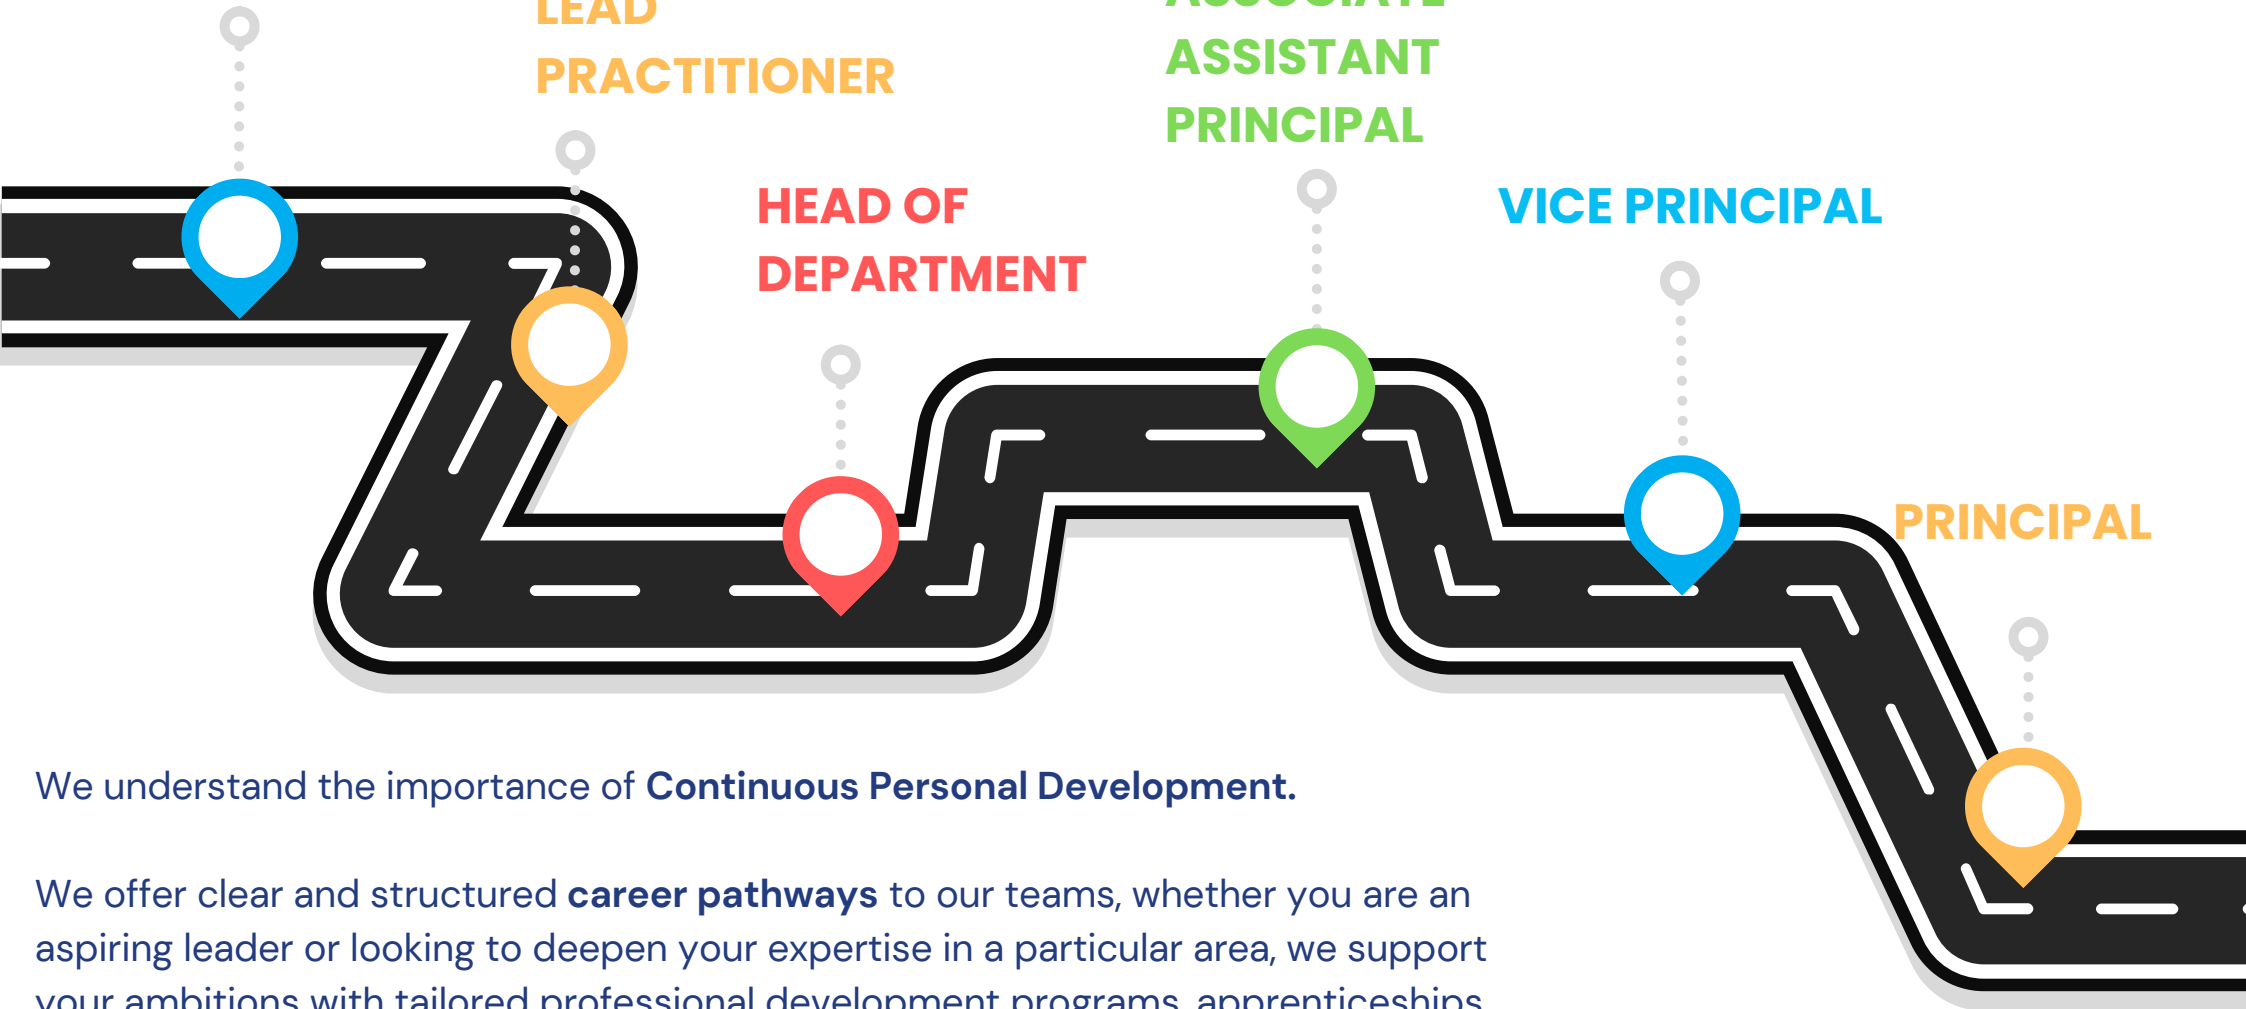 LEAD
PRACTITIONER
HEAD OF
DEPARTMENT
ASSOCIATE
ASSISTANT
PRINCIPAL
VICE PRINCIPAL
PRINCIPAL
We understand the importance of Continuous Personal Development.
We offer clear and structured career pathways to our teams, whether you are an
aspiring leader or looking to deepen your expertise in a particular area, we support
your ambitions with tailored professional development programs, apprenticeships,